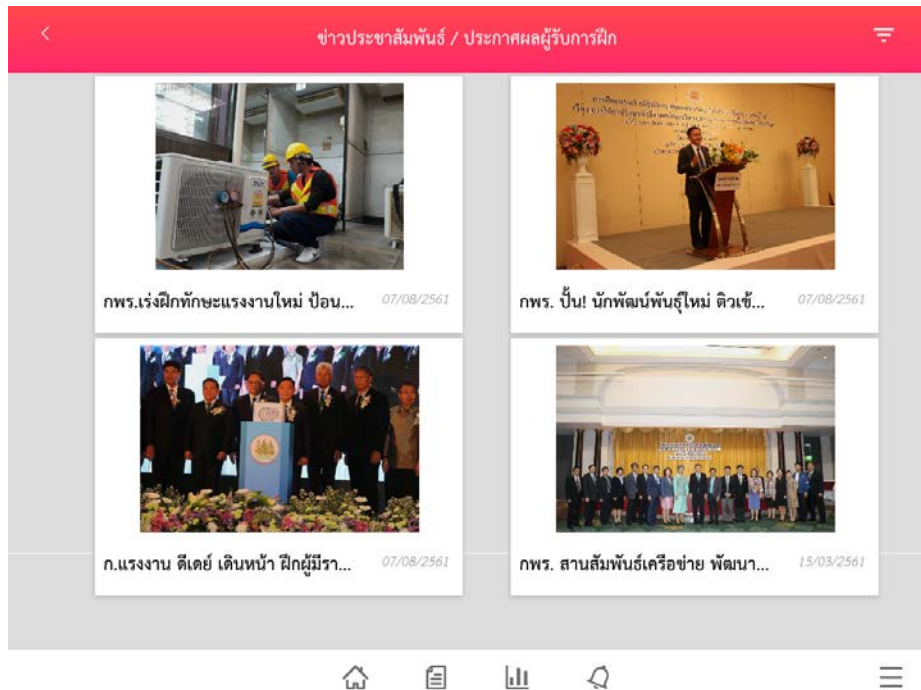 ข่าวประชาสัมพันธ์ / ประกาศผลผู้รับการฝึก
กพร.เร่งฝึกทักษะแรงงานใหม่ ป้อน... 07/08/2561
กพร. ปั้น! นักพัฒน์พันธุ์ใหม่ ติวเข้... 07/08/2561
ก.แรงงาน ดีเดย์ เดินหน้า ฝึกผู้มีรา... 07/08/2561
กพร. สานสัมพันธ์เครือข่าย พัฒนา... 15/03/2561